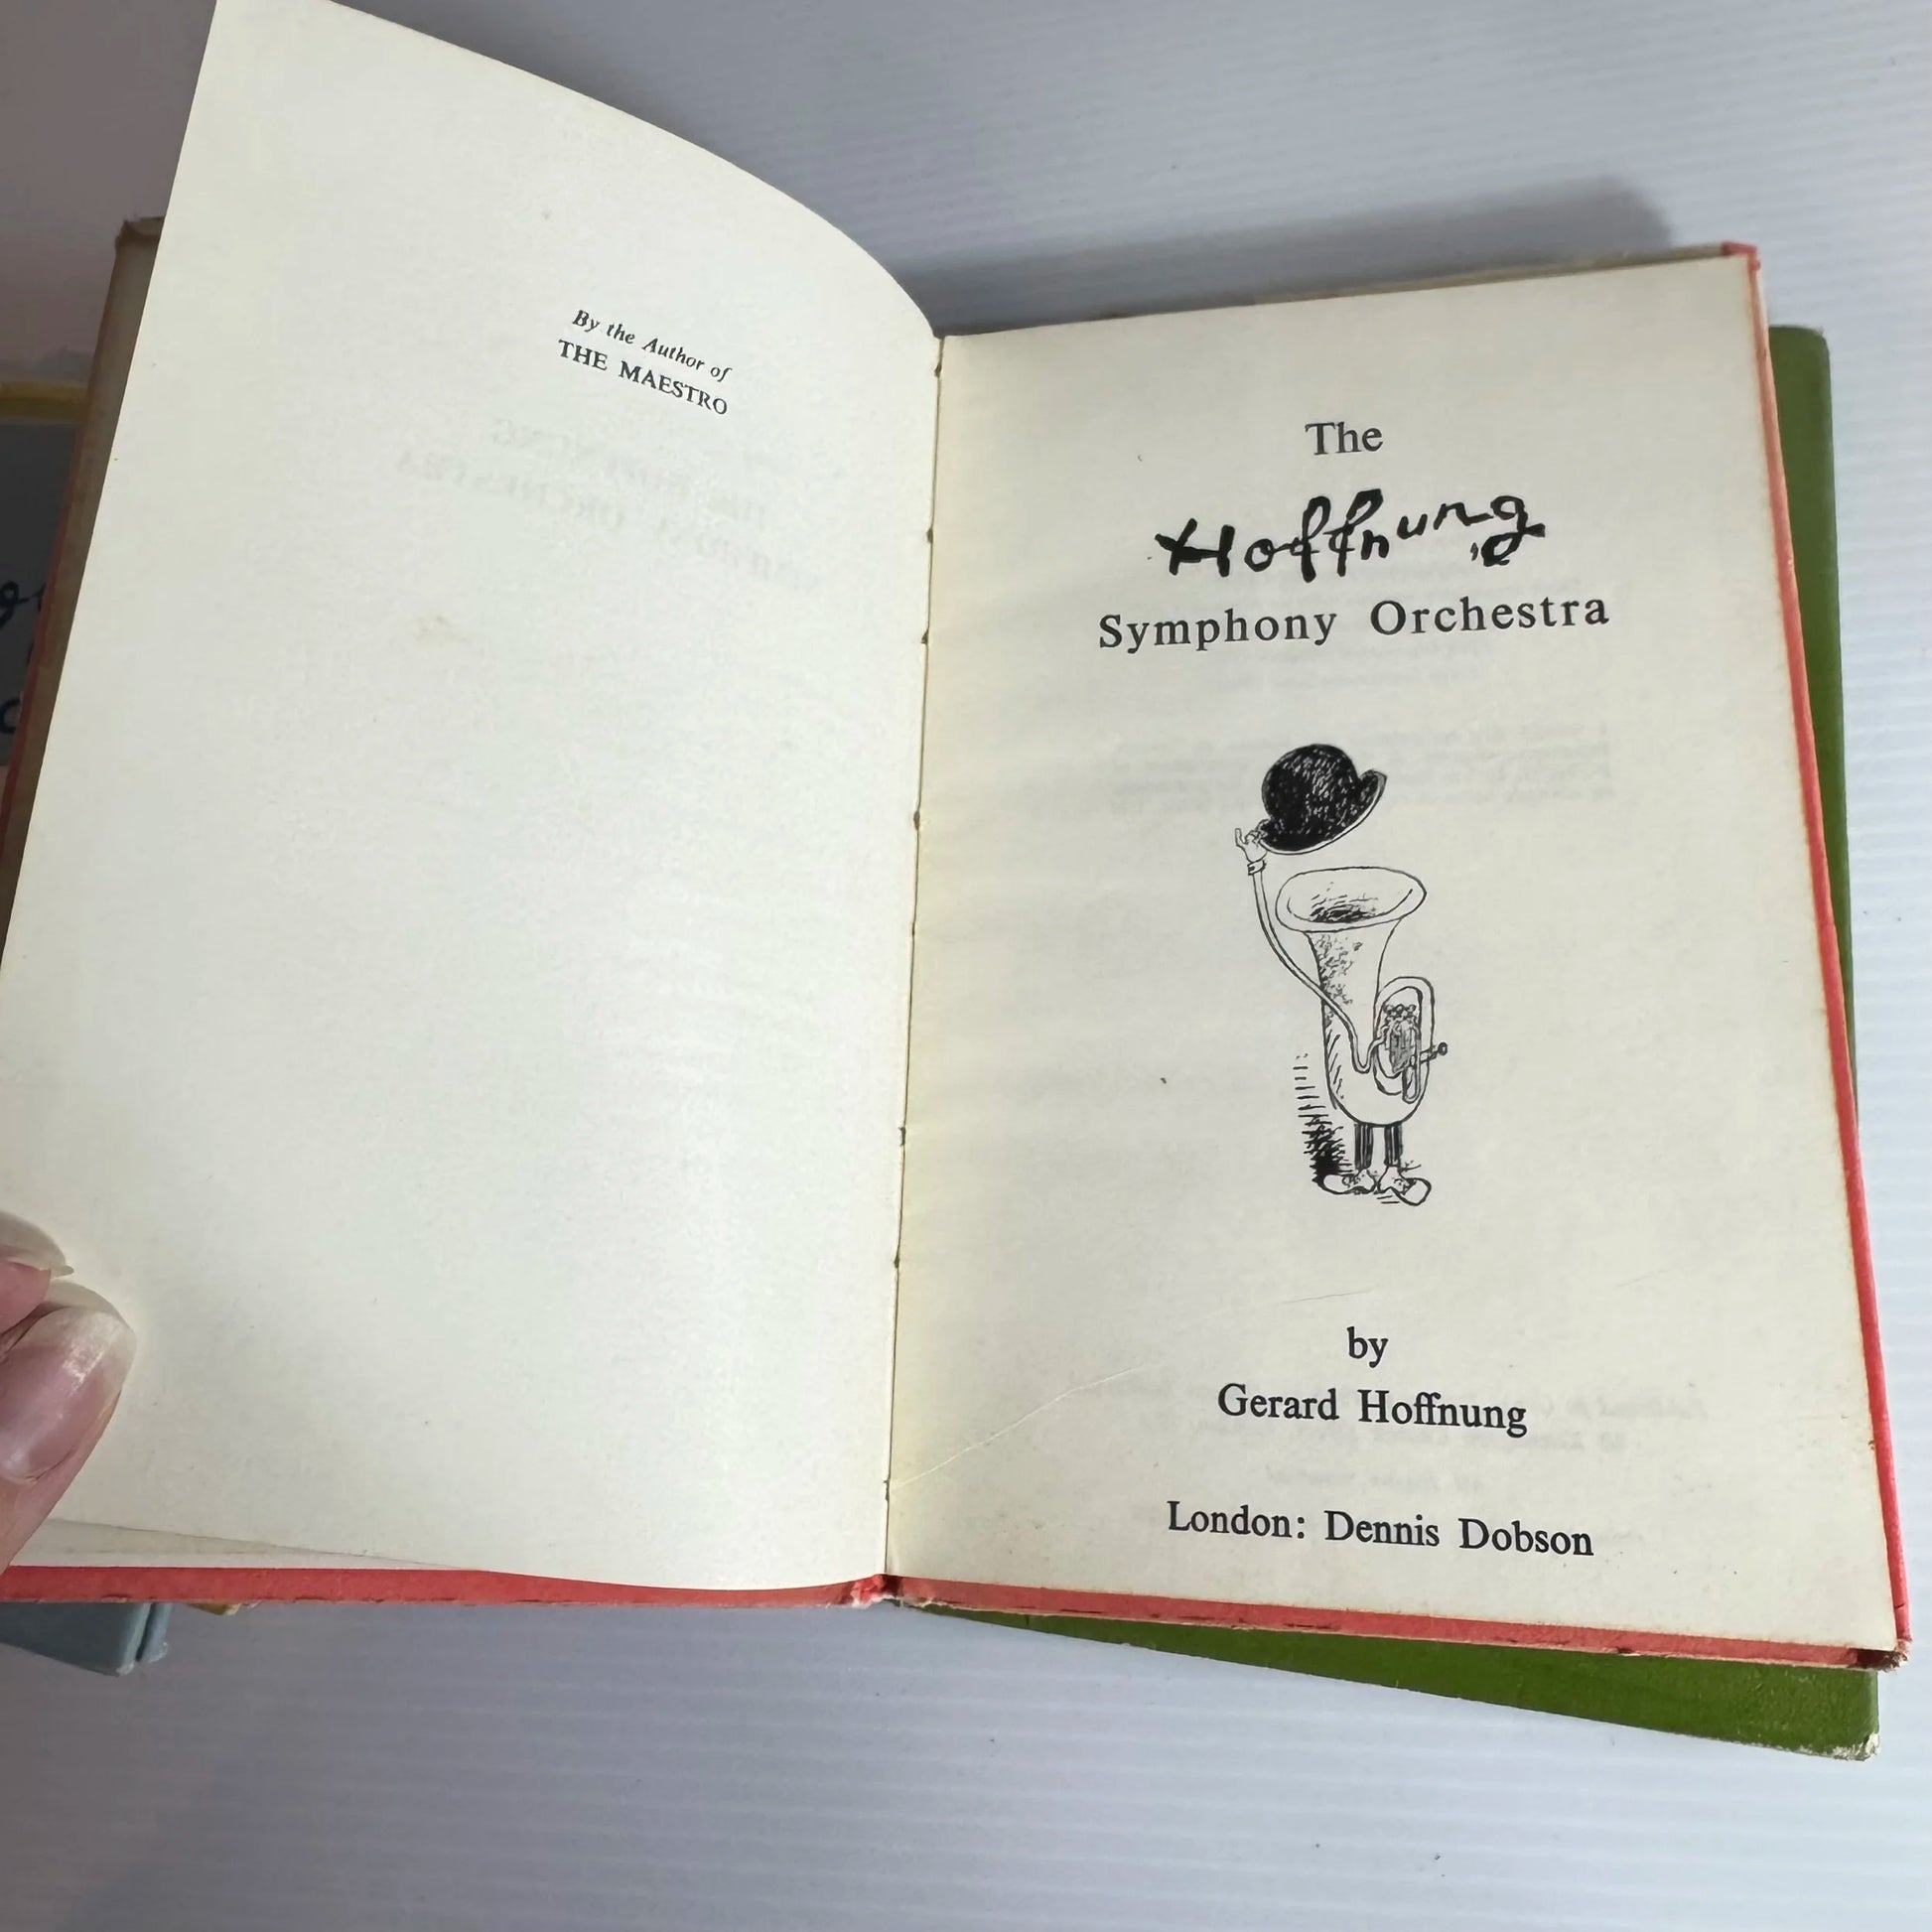 By the Author of
THE MAESTRO
The
Hoffnung
Symphony Orchestra
by
Gerard Hoffnung
London: Dennis Dobson